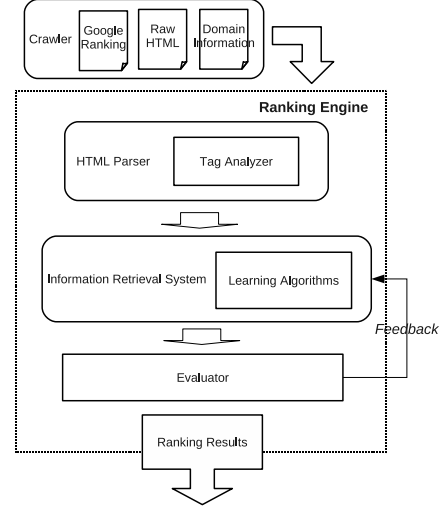 Crawler
Google
Ranking
Raw
HTML
Domain
Information
Ranking Engine
HTML Parser
Tag Analyzer
Information Retrieval System
Learning Algorithms
Feedback
Evaluator
Ranking Results